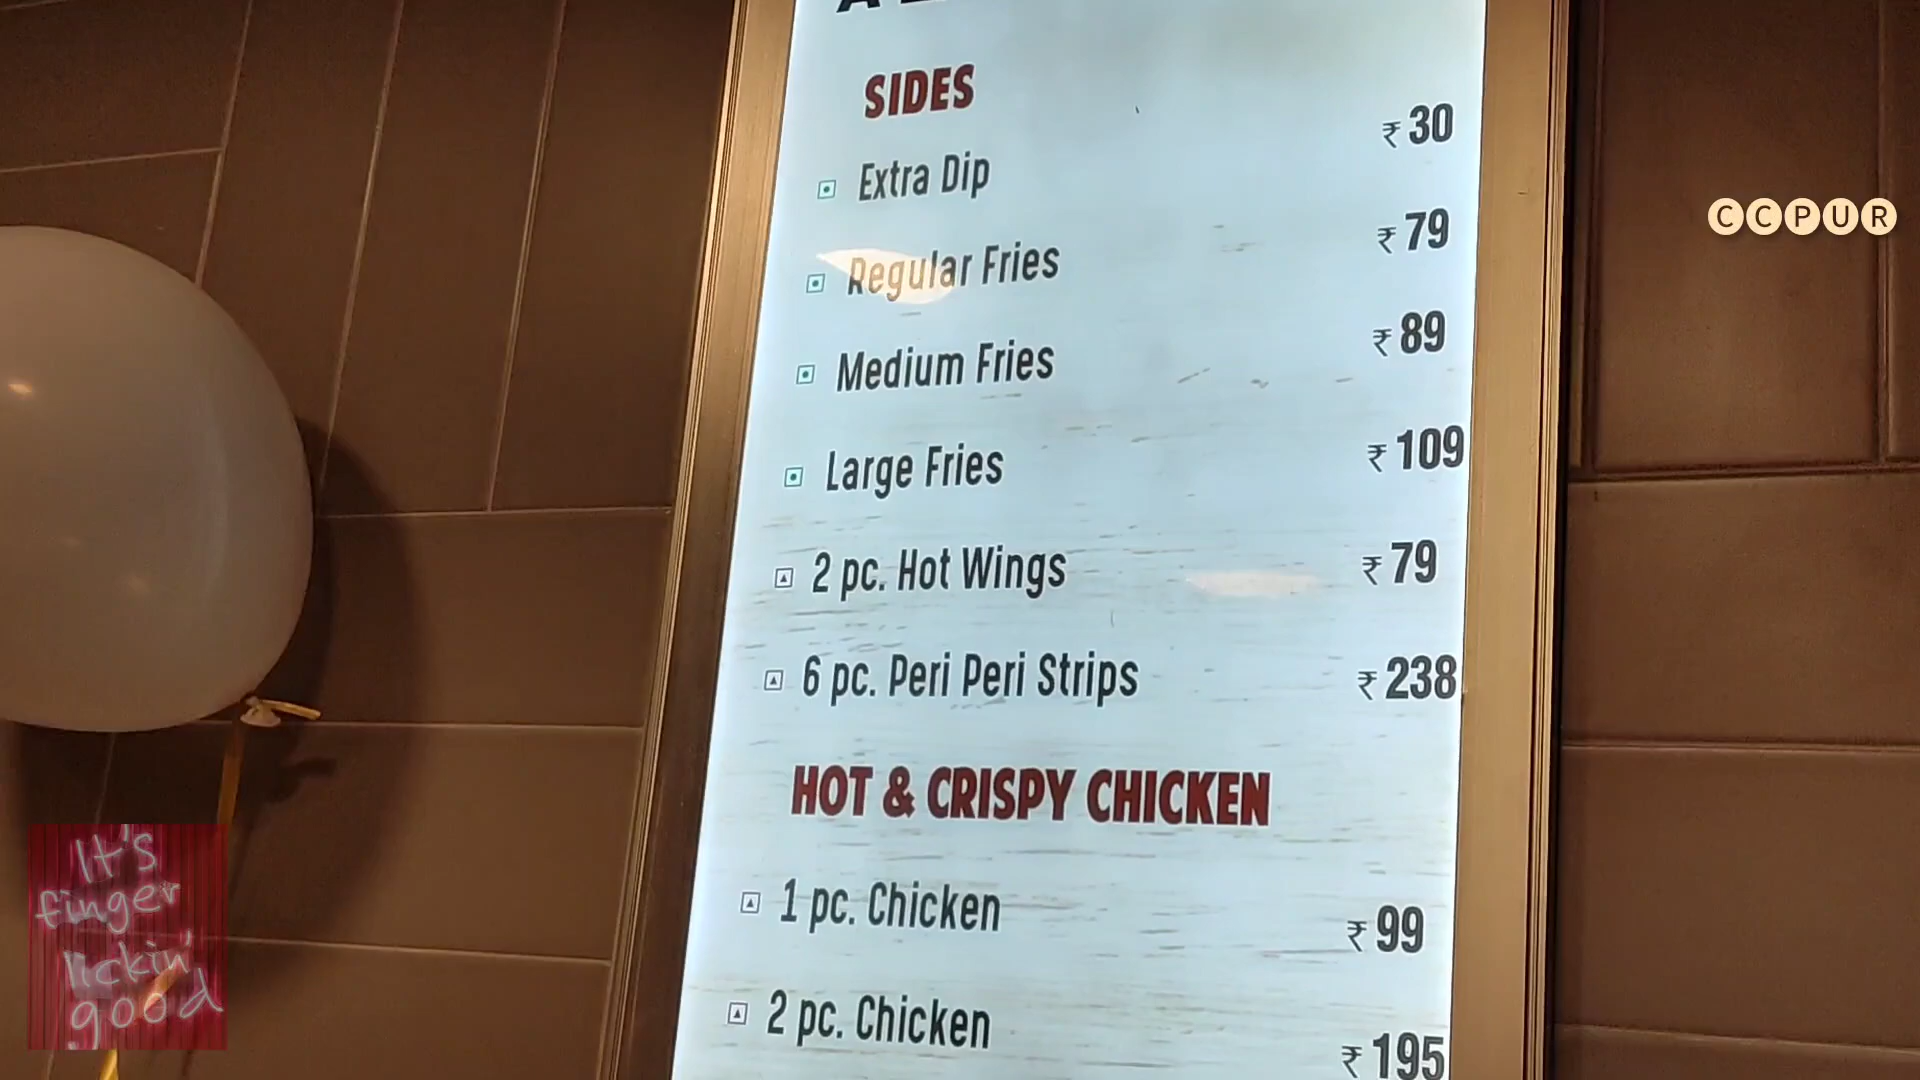 SIDES
Extra Dip ₹ 30
Regular Fries ₹ 79
Medium Fries ₹ 89
Large Fries ₹ 109
2 pc. Hot Wings ₹ 79
6 pc. Peri Peri Strips ₹ 238
HOT & CRISPY CHICKEN
1 pc. Chicken ₹ 99
2 pc. Chicken ₹ 195
CCPUR
It's
finger
lickin'
good